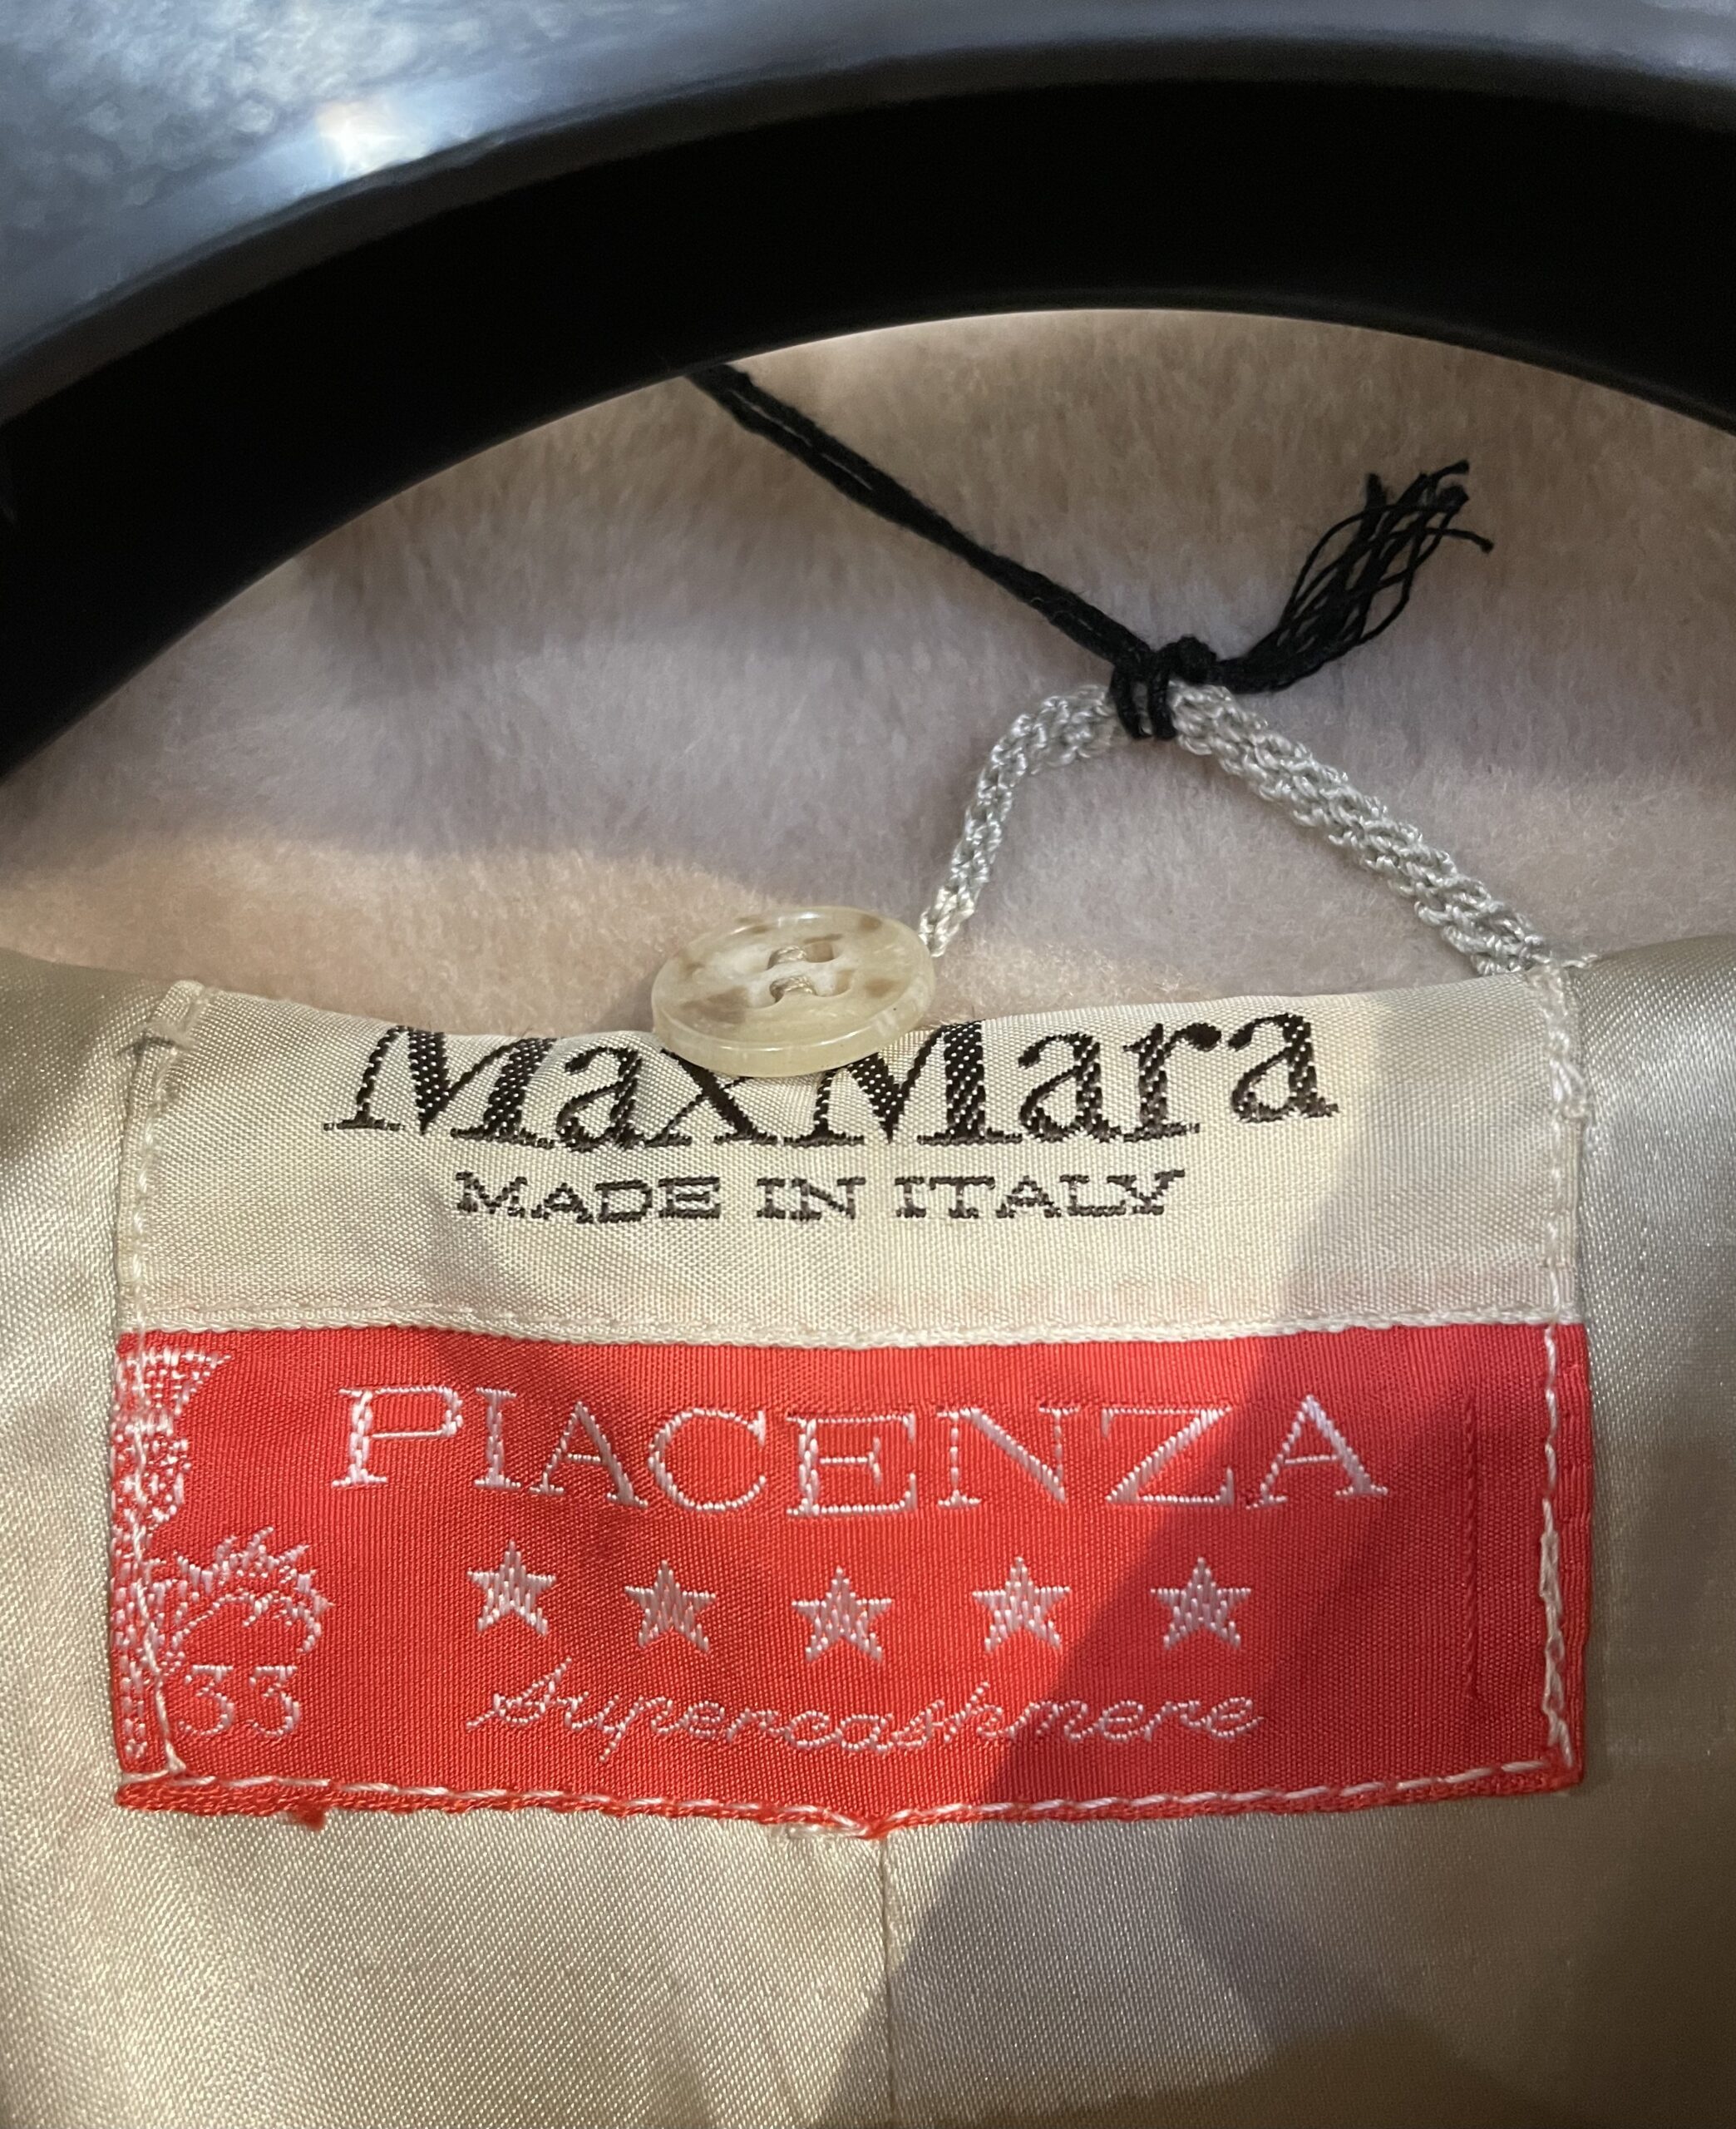 MaxMara
MADE IN ITALY
PIACENZA
33
Supercashmere